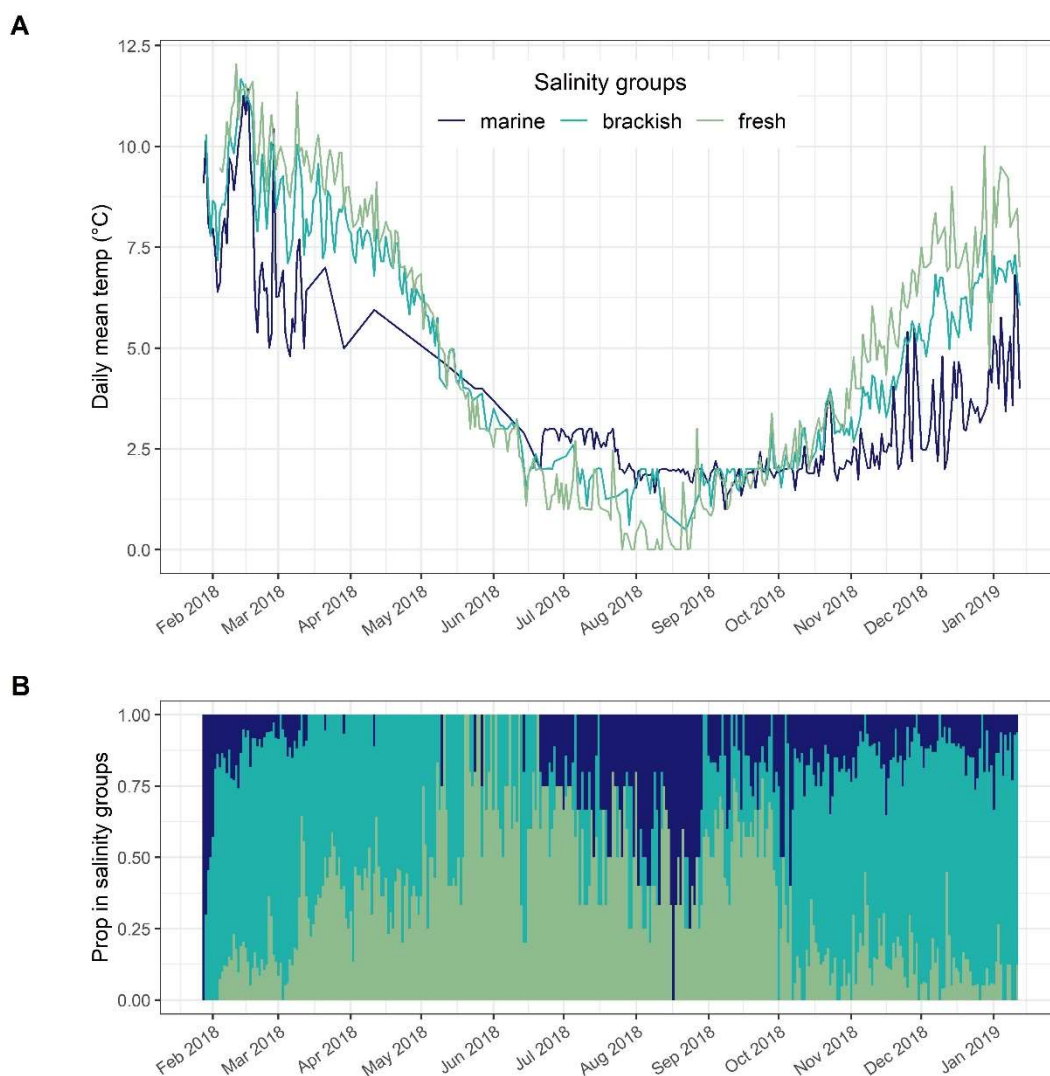 A
Salinity groups
marine brackish fresh
Daily mean temp (°C)
12.5
10.0
7.5
5.0
2.5
0.0
Feb 2018 Mar 2018 Apr 2018 May 2018 Jun 2018 Jul 2018 Aug 2018 Sep 2018 Oct 2018 Nov 2018 Dec 2018 Jan 2019
B
Prop in salinity groups
1.00
0.75
0.50
0.25
0.00
Feb 2018 Mar 2018 Apr 2018 May 2018 Jun 2018 Jul 2018 Aug 2018 Sep 2018 Oct 2018 Nov 2018 Dec 2018 Jan 2019